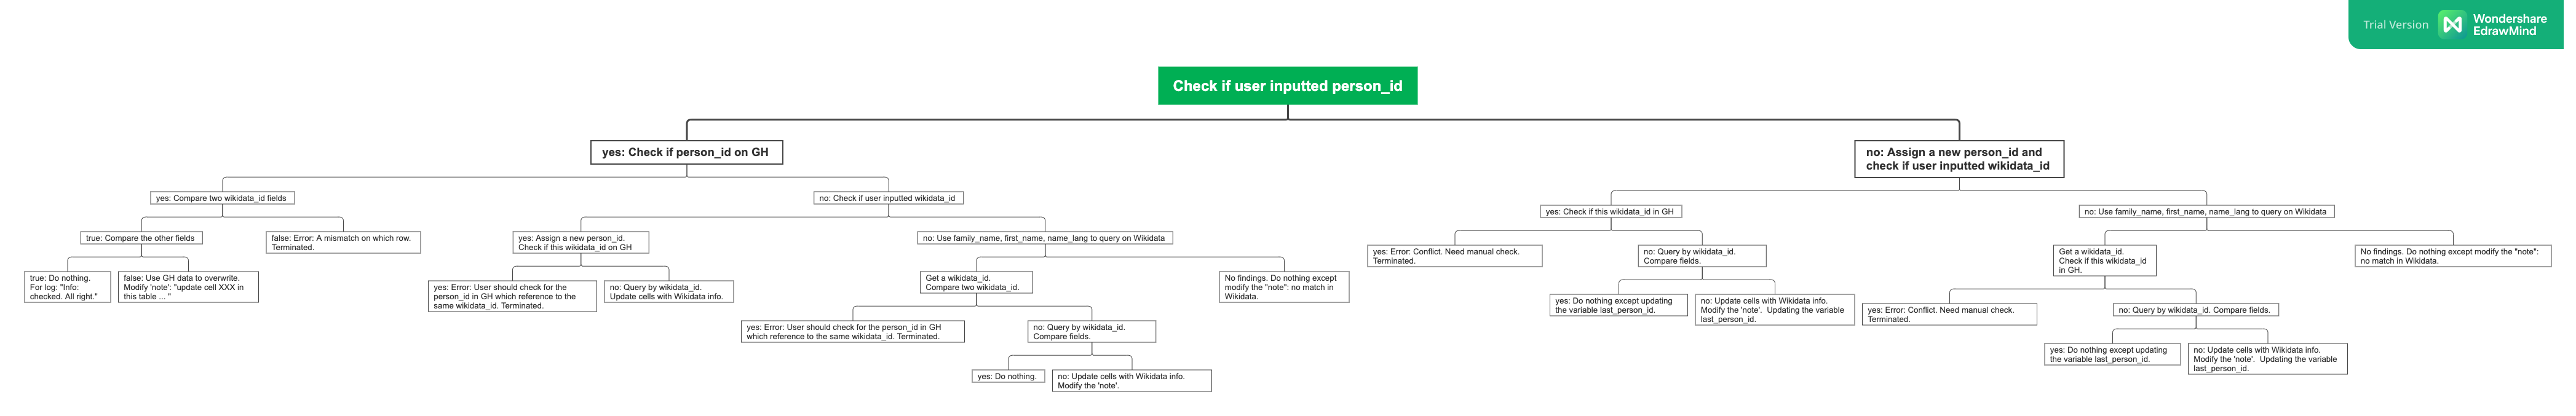 Trial Version
Wondershare
EdrawMind
Check if user inputted person_id
yes: Check if person_id on GH
no: Assign a new person_id and
check if user inputted wikidata_id
yes: Compare two wikidata_id fields
no: Check if user inputted wikidata_id
yes: Check if this wikidata_id in GH
no: Use family_name, first_name, name_lang to query on Wikidata
true: Compare the other fields
false: Error: A mismatch on which row.
Terminated.
yes: Assign a new person_id.
Check if this wikidata_id on GH
no: Use family_name, first_name, name_lang to query on Wikidata
yes: Error: Conflict. Need manual check.
Terminated.
no: Query by wikidata_id.
Compare fields.
Get a wikidata_id.
Check if this wikidata_id
in GH.
No findings. Do nothing except modify the "note":
no match in Wikidata.
true: Do nothing.
For log: "Info:
checked. All right."
false: Use GH data to overwrite.
Modify 'note': "update cell XXX in
this table ... "
yes: Error: User should check for the
person_id in GH which reference to the
same wikidata_id. Terminated.
no: Query by wikidata_id.
Update cells with Wikidata info.
Get a wikidata_id.
Compare two wikidata_id.
No findings. Do nothing except
modify the "note": no match in
Wikidata.
yes: Do nothing except updating
the variable last_person_id.
no: Update cells with Wikidata info.
Modify the 'note".  Updating the variable
last_person_id.
yes: Error: Conflict. Need manual check.
Terminated.
no: Query by wikidata_id. Compare fields.
yes: Error: User should check for the person_id in GH
which reference to the same wikidata_id. Terminated.
no: Query by wikidata_id.
Compare fields.
yes: Do nothing except updating
the variable last_person_id.
no: Update cells with Wikidata info.
Modify the 'note'.  Updating the variable
last_person_id.
yes: Do nothing.
no: Update cells with Wikidata info.
Modify the 'note'.